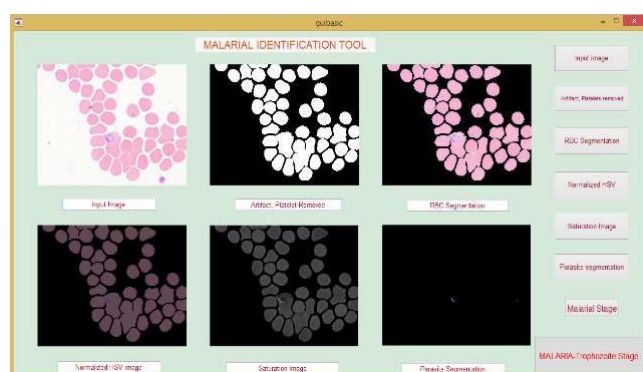 guibasic
MALARIAL IDENTIFICATION TOOL
Input Image
Artifact, Platelet Removed
RBC Segmentation
Normalized HSV image
Saturation Image
Parasite Segmentation
Input Image
Artifact, Platelets removed
RBC Segmentation
Normalized HSV
Saturation Image
Parasite segmentation
Malarial Stage
MALARIA-Trophozoite Stage